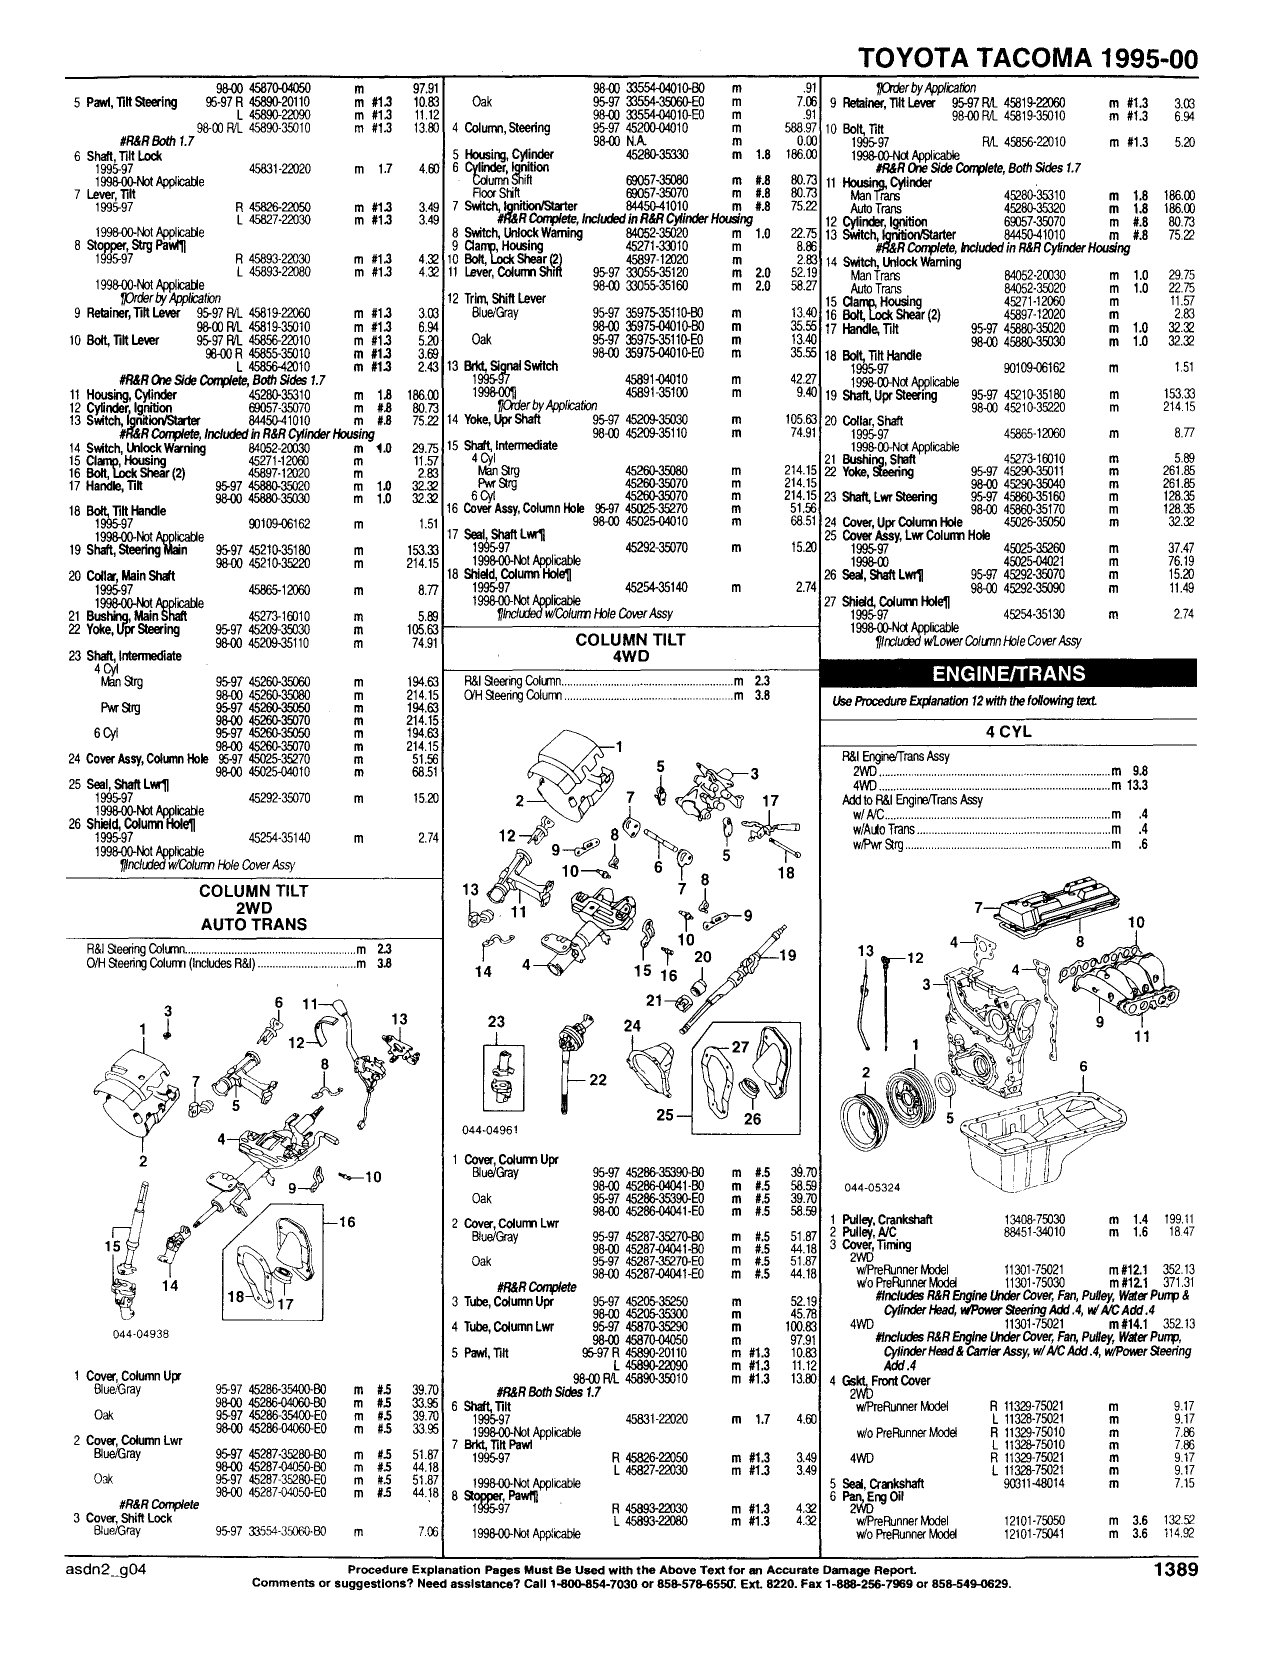 TOYOTA TACOMA 1995-00
98-00 45870-04050 m 97.91
5 Pawl, Tilt Steering 95-97 R 45890-20110 m #1.3 10.83
L 45890-22090 m #1.3 11.12
98-00 R/L 45890-35010 m #1.3 13.80
#R&R Both 1.7
6 Shaft, Tilt Lock
1995-97 45831-22020 m 1.7 4.60
1998-00-Not Applicable
7 Lever, Tilt
1995-97 R 45826-22050 m #1.3 3.49
L 45827-22030 m #1.3 3.49
1998-00-Not Applicable
8 Stopper, Strg Pawl¶
1995-97 R 45893-22030 m #1.3 4.32
L 45893-22080 m #1.3 4.32
1998-00-Not Applicable
¶Order by Application
9 Retainer, Tilt Lever 95-97 R/L 45819-22060 m #1.3 3.03
98-00 R/L 45819-35010 m #1.3 6.94
10 Bolt, Tilt Lever 95-97 R/L 45856-22010 m #1.3 5.20
98-00 R 45855-35010 m #1.3 3.69
L 45856-42010 m #1.3 2.43
#R&R One Side Complete, Both Sides 1.7
11 Housing, Cylinder 45280-35310 m 1.8 186.00
12 Cylinder, Ignition 69057-35070 m #.8 80.73
13 Switch, Ignition/Starter 84450-41010 m #.8 75.22
#R&R Complete, Included in R&R Cylinder Housing
14 Switch, Unlock Warning 84052-20030 m 1.0 29.75
15 Clamp, Housing 45271-12060 m 11.57
16 Bolt, Lock Shear (2) 45897-12020 m 2.83
17 Handle, Tilt 95-97 45880-35020 m 1.0 32.32
98-00 45880-35030 m 1.0 32.32
18 Bolt, Tilt Handle
1995-97 90109-06162 m 1.51
1998-00-Not Applicable
19 Shaft, Steering Main 95-97 45210-35180 m 153.33
98-00 45210-35220 m 214.15
20 Collar, Main Shaft
1995-97 45865-12060 m 8.77
1998-00-Not Applicable
21 Bushing, Main Shaft 45273-16010 m 5.89
22 Yoke, Upr Steering 95-97 45209-35030 m 105.63
98-00 45209-35110 m 74.91
23 Shaft, Intermediate
4 Cyl
Man Strg 95-97 45260-35060 m 194.63
98-00 45260-35080 m 214.15
Pwr Strg 95-97 45260-35050 m 194.63
98-00 45260-35070 m 214.15
6 Cyl 95-97 45260-35050 m 194.63
98-00 45260-35070 m 214.15
24 Cover Assy, Column Hole 95-97 45025-35270 m 51.56
98-00 45025-04010 m 68.51
25 Seal, Shaft Lwr¶
1995-97 45292-35070 m 15.20
1998-00-Not Applicable
26 Shield, Column Hole¶
1995-97 45254-35140 m 2.74
1998-00-Not Applicable
¶Included w/Column Hole Cover Assy
COLUMN TILT
2WD
AUTO TRANS
R&I Steering Column m 2.3
O/H Steering Column (Includes R&I) m 3.8
1 3 6 11 13
12
7 8
5
4
2
9 10
16
15
14
18 17
044-04938
1 Cover, Column Upr
Blue/Gray 95-97 45286-35400-B0 m #.5 39.70
98-00 45286-04060-B0 m #.5 33.95
Oak 95-97 45286-35400-E0 m #.5 39.70
98-00 45286-04060-E0 m #.5 33.95
2 Cover, Column Lwr
Blue/Gray 95-97 45287-35280-B0 m #.5 51.87
98-00 45287-04050-B0 m #.5 44.18
Oak 95-97 45287-35280-E0 m #.5 51.87
98-00 45287-04050-E0 m #.5 44.18
#R&R Complete
3 Cover, Shift Lock
Blue/Gray 95-97 33554-35060-B0 m 7.06
98-00 33554-04010-B0 m .91
Oak 95-97 33554-35060-E0 m 7.06
98-00 33554-04010-E0 m .91
4 Column, Steering 95-97 45200-04010 m 588.97
98-00 N.A. m 0.00
5 Housing, Cylinder 45280-35330 m 1.8 186.00
6 Cylinder, Ignition
Column Shift 69057-35080 m #.8 80.73
Floor Shift 69057-35070 m #.8 80.73
7 Switch, Ignition/Starter 84450-41010 m #.8 75.22
#R&R Complete, Included in R&R Cylinder Housing
8 Switch, Unlock Warning 84052-35020 m 1.0 22.75
9 Clamp, Housing 45271-33010 m 8.86
10 Bolt, Lock Shear (2) 45897-12020 m 2.83
11 Lever, Column Shift 95-97 33055-35120 m 2.0 52.19
98-00 33055-35160 m 2.0 58.27
12 Trim, Shift Lever
Blue/Gray 95-97 35975-35110-B0 m 13.40
98-00 35975-04010-B0 m 35.55
Oak 95-97 35975-35110-E0 m 13.40
98-00 35975-04010-E0 m 35.55
13 Brkt, Signal Switch
1995-97 45891-04010 m 42.27
1998-00¶ 45891-35100 m 9.40
¶Order by Application
14 Yoke, Upr Shaft 95-97 45209-35030 m 105.63
98-00 45209-35110 m 74.91
15 Shaft, Intermediate
4 Cyl
Man Strg 45260-35080 m 214.15
Pwr Strg 45260-35070 m 214.15
6 Cyl 45260-35070 m 214.15
16 Cover Assy, Column Hole 95-97 45025-35270 m 51.56
98-00 45025-04010 m 68.51
17 Seal, Shaft Lwr¶
1995-97 45292-35070 m 15.20
1998-00-Not Applicable
18 Shield, Column Hole¶
1995-97 45254-35140 m 2.74
1998-00-Not Applicable
¶Included w/Column Hole Cover Assy
COLUMN TILT
4WD
R&I Steering Column m 2.3
O/H Steering Column m 3.8
1
5 3
2 7 17
12 8
9 5
10 6 18
7 8
13 11 9
10
14 4 15 16 20 19
21
23 24
27
22
25 26
044-04961
1 Cover, Column Upr
Blue/Gray 95-97 45286-35390-B0 m #.5 39.70
98-00 45286-04041-B0 m #.5 58.59
Oak 95-97 45286-35390-E0 m #.5 39.70
98-00 45286-04041-E0 m #.5 58.59
2 Cover, Column Lwr
Blue/Gray 95-97 45287-35270-B0 m #.5 51.87
98-00 45287-04041-B0 m #.5 44.18
Oak 95-97 45287-35270-E0 m #.5 51.87
98-00 45287-04041-E0 m #.5 44.18
#R&R Complete
3 Tube, Column Upr 95-97 45205-35250 m 52.19
98-00 45205-35300 m 45.78
4 Tube, Column Lwr 95-97 45870-35290 m 100.83
98-00 45870-04050 m 97.91
5 Pawl, Tilt 95-97 R 45890-20110 m #1.3 10.83
L 45890-22090 m #1.3 11.12
98-00 R/L 45890-35010 m #1.3 13.80
#R&R Both Sides 1.7
6 Shaft, Tilt
1995-97 45831-22020 m 1.7 4.60
1998-00-Not Applicable
7 Brkt, Tilt Pawl
1995-97 R 45826-22050 m #1.3 3.49
L 45827-22030 m #1.3 3.49
1998-00-Not Applicable
8 Stopper, Pawl¶
1995-97 R 45893-22030 m #1.3 4.32
L 45893-22080 m #1.3 4.32
1998-00-Not Applicable
¶Order by Application
9 Retainer, Tilt Lever 95-97 R/L 45819-22060 m #1.3 3.03
98-00 R/L 45819-35010 m #1.3 6.94
10 Bolt, Tilt
1995-97 R/L 45856-22010 m #1.3 5.20
1998-00-Not Applicable
#R&R One Side Complete, Both Sides 1.7
11 Housing, Cylinder
Man Trans 45280-35310 m 1.8 186.00
Auto Trans 45280-35320 m 1.8 186.00
12 Cylinder, Ignition 69057-35070 m #.8 80.73
13 Switch, Ignition/Starter 84450-41010 m #.8 75.22
#R&R Complete, Included in R&R Cylinder Housing
14 Switch, Unlock Warning
Man Trans 84052-20030 m 1.0 29.75
Auto Trans 84052-35020 m 1.0 22.75
15 Clamp, Housing 45271-12060 m 11.57
16 Bolt, Lock Shear (2) 45897-12020 m 2.83
17 Handle, Tilt 95-97 45880-35020 m 1.0 32.32
98-00 45880-35030 m 1.0 32.32
18 Bolt, Tilt Handle
1995-97 90109-06162 m 1.51
1998-00-Not Applicable
19 Shaft, Upr Steering 95-97 45210-35180 m 153.33
98-00 45210-35220 m 214.15
20 Collar, Shaft
1995-97 45865-12060 m 8.77
1998-00-Not Applicable
21 Bushing, Shaft 45273-16010 m 5.89
22 Yoke, Steering 95-97 45290-35011 m 261.85
98-00 45290-35040 m 261.85
23 Shaft, Lwr Steering 95-97 45860-35160 m 128.35
98-00 45860-35170 m 128.35
24 Cover, Upr Column Hole 45026-35050 m 32.32
25 Cover Assy, Lwr Column Hole
1995-97 45025-35260 m 37.47
1998-00 45025-04021 m 76.19
26 Seal, Shaft Lwr¶ 95-97 45292-35070 m 15.20
98-00 45292-35090 m 11.49
27 Shield, Column Hole¶
1995-97 45254-35130 m 2.74
1998-00-Not Applicable
¶Included w/Lower Column Hole Cover Assy
ENGINE/TRANS
Use Procedure Explanation 12 with the following text.
4 CYL
R&I Engine/Trans Assy
2WD m 9.8
4WD m 13.3
Add to R&I Engine/Trans Assy
w/ A/C m .4
w/Auto Trans m .4
w/Pwr Strg m .6
7
4 8 10
13 12
3 4
9
11
1
2 6
5
044-05324
1 Pulley, Crankshaft 13408-75030 m 1.4 199.11
2 Pulley, A/C 88451-34010 m 1.6 18.47
3 Cover, Timing
2WD
w/PreRunner Model 11301-75021 m #12.1 352.13
w/o PreRunner Model 11301-75030 m #12.1 371.31
#Includes R&R Engine Under Cover, Fan, Pulley, Water Pump &
Cylinder Head, w/Power Steering Add .4, w/ A/C Add .4
4WD 11301-75021 m #14.1 352.13
#Includes R&R Engine Under Cover, Fan, Pulley, Water Pump,
Cylinder Head & Carrier Assy, w/ A/C Add .4, w/Power Steering
Add .4
4 Gskt, Front Cover
2WD
w/PreRunner Model R 11329-75021 m 9.17
L 11328-75021 m 9.17
w/o PreRunner Model R 11329-75010 m 7.86
L 11328-75010 m 7.86
4WD R 11329-75021 m 9.17
L 11328-75021 m 9.17
5 Seal, Crankshaft 90311-48014 m 7.15
6 Pan, Eng Oil
2WD
w/PreRunner Model 12101-75050 m 3.6 132.52
w/o PreRunner Model 12101-75041 m 3.6 114.92
asdn2_g04
Procedure Explanation Pages Must Be Used with the Above Text for an Accurate Damage Report.
Comments or suggestions? Need assistance? Call 1-800-854-7030 or 858-578-6550. Ext. 8220. Fax 1-888-256-7969 or 858-549-0629.
1389